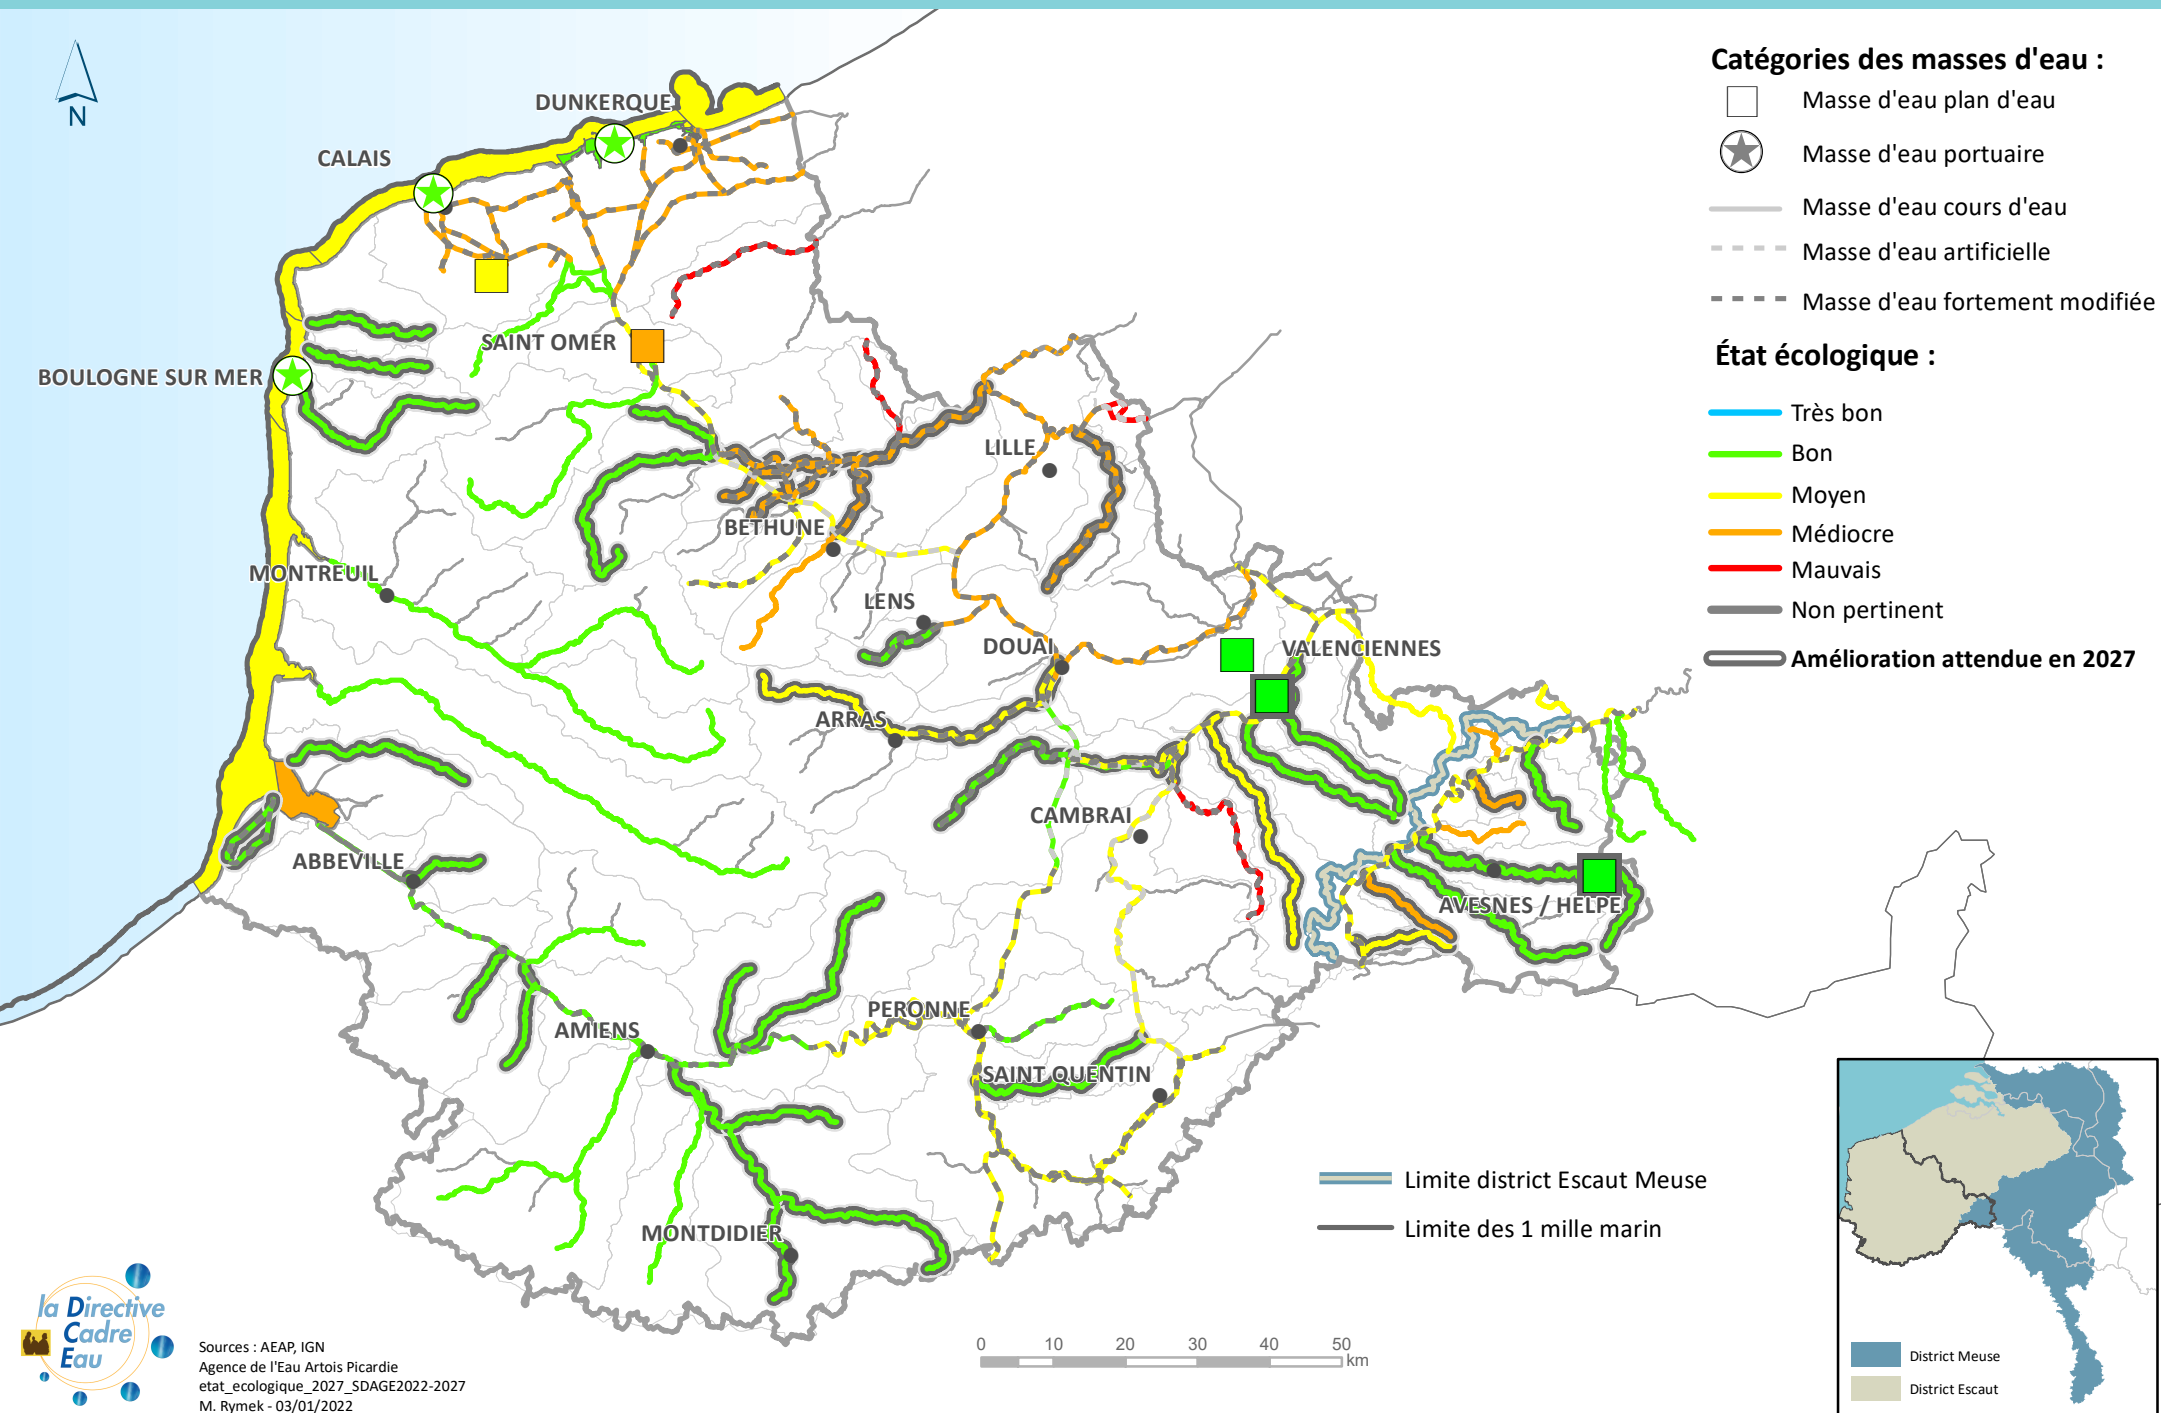 N
DUNKERQUE
CALAIS
SAINT OMER
BOULOGNE SUR MER
LILLE
BETHUNE
MONTREUIL
LENS
DOUAI
VALENCIENNES
ARRAS
CAMBRAI
ABBEVILLE
AVESNES / HELPE
PERONNE
AMIENS
SAINT QUENTIN
MONTDIDIER
Catégories des masses d'eau :
Masse d'eau plan d'eau
Masse d'eau portuaire
Masse d'eau cours d'eau
Masse d'eau artificielle
Masse d'eau fortement modifiée
État écologique :
Très bon
Bon
Moyen
Médiocre
Mauvais
Non pertinent
Amélioration attendue en 2027
Limite district Escaut Meuse
Limite des 1 mille marin
0 10 20 30 40 50
km
District Meuse
District Escaut
la Directive
Cadre
Eau
Sources : AEAP, IGN
Agence de l'Eau Artois Picardie
etat_ecologique_2027_SDAGE2022-2027
M. Rymek - 03/01/2022